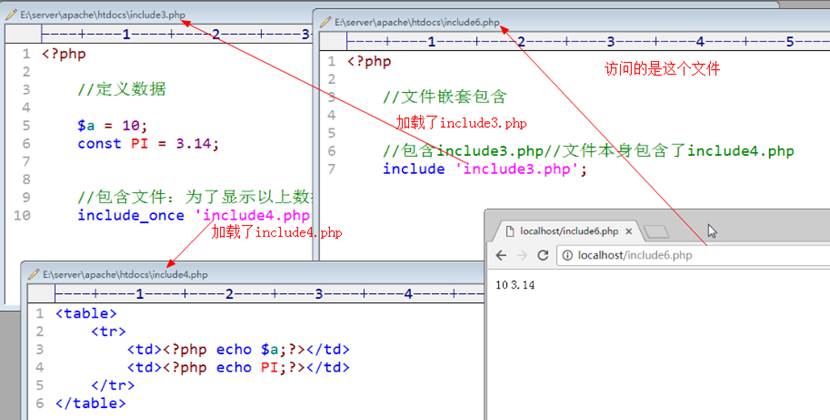 E:\server\apache\htdocs\include3.php
----+----1----+----2----+----3
1 <?php
2
3 //定义数据
4
5 $a = 10;
6 const PI = 3.14;
7
8
9 //包含文件：为了显示以上数
10 include_once 'include4.php
加载了include4.php
E:\server\apache\htdocs\include6.php
----+----1----+----2----+----3----+----4----+----5
1 <?php
2
3 //文件嵌套包含
4
5
6 //包含include3.php//文件本身包含了include4.php
7 include 'include3.php';
访问的是这个文件
加载了include3.php
E:\server\apache\htdocs\include4.php
----+----1----+----2----+----3----+----4----
1 <table>
2 <tr>
3 <td><?php echo $a;?></td>
4 <td><?php echo PI;?></td>
5 </tr>
6 </table>
localhost/include6.php
localhost/include6.php
10 3.14